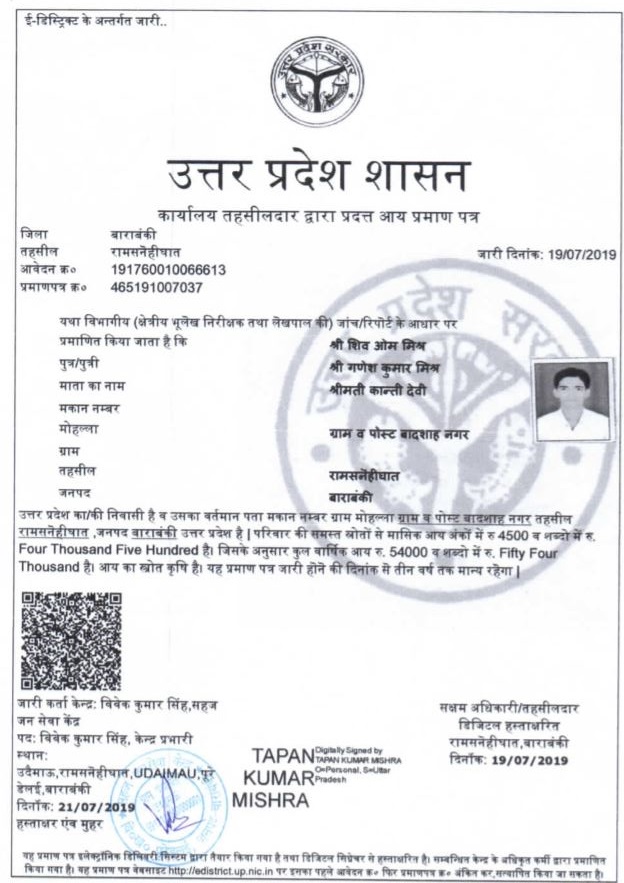 ई-डिस्ट्रिक्ट के अन्तर्गत जारी..
उत्तर प्रदेश सरकार
उत्तर प्रदेश शासन
कार्यालय तहसीलदार द्वारा प्रदत्त आय प्रमाण पत्र
जिला बाराबंकी
तहसील रामसनेहीघात जारी दिनांक: 19/07/2019
आवेदन क्र० 191760010066613
प्रमाणपत्र क्र० 465191007037
यथा विभागीय (क्षेत्रीय भूलेख निरीक्षक तथा लेखपाल की) जांच/रिपोर्ट के आधार पर
प्रमाणित किया जाता है कि श्री शिव ओम मिश्र
पुत्र/पुत्री श्री गणेश कुमार मिश्र
माता का नाम श्रीमती कान्ती देवी
मकान नम्बर
मोहल्ला ग्राम व पोस्ट बादशाह नगर
ग्राम
तहसील रामसनेहीघात
जनपद बाराबंकी
उत्तर प्रदेश का/की निवासी है व उसका वर्तमान पता मकान नम्बर ग्राम मोहल्ला ग्राम व पोस्ट बादशाह नगर तहसील
रामसनेहीघात ,जनपद बाराबंकी उत्तर प्रदेश है | परिवार की समस्त स्रोतों से मासिक आय अंकों में रु 4500 व शब्दो में रु.
Four Thousand Five Hundred है। जिसके अनुसार कुल वार्षिक आय रु. 54000 व शब्दो में रु. Fifty Four
Thousand है। आय का स्रोत कृषि है। यह प्रमाण पत्र जारी होने की दिनांक से तीन वर्ष तक मान्य रहेगा |
जारी कर्ता केन्द्र: विवेक कुमार सिंह,सहज
जन सेवा केंद्र
पद: विवेक कुमार सिंह, केन्द्र प्रभारी
स्थान:
उदैमाऊ,रामसनेहीघात,UDAIMAU,पूरे
डेलई,बाराबंकी
दिनाँक: 21/07/2019
हस्ताक्षर एंव मुहर
TAPAN
KUMAR
MISHRA
Digitally Signed by
TAPAN KUMAR MISHRA
O=Personal, S=Uttar
Pradesh
सक्षम अधिकारी/तहसीलदार
डिजिटल हस्ताक्षरित
रामसनेहीघात,बाराबंकी
दिनांक: 19/07/2019
यह प्रमाण पत्र इलेक्ट्रॉनिक डिलिवरी सिस्टम द्वारा तैयार किया गया है तथा डिजिटल सिग्नेचर से हस्ताक्षरित है। सम्बन्धित केन्द्र के अधिकृत कर्मी द्वारा प्रमाणित
किया गया है। यह प्रमाण पत्र वेबसाइट http://edistrict.up.nic.in पर इसका पहले आवेदन क्र० फिर प्रमाणपत्र क्र० अंकित कर,सत्यापित किया जा सकता है।